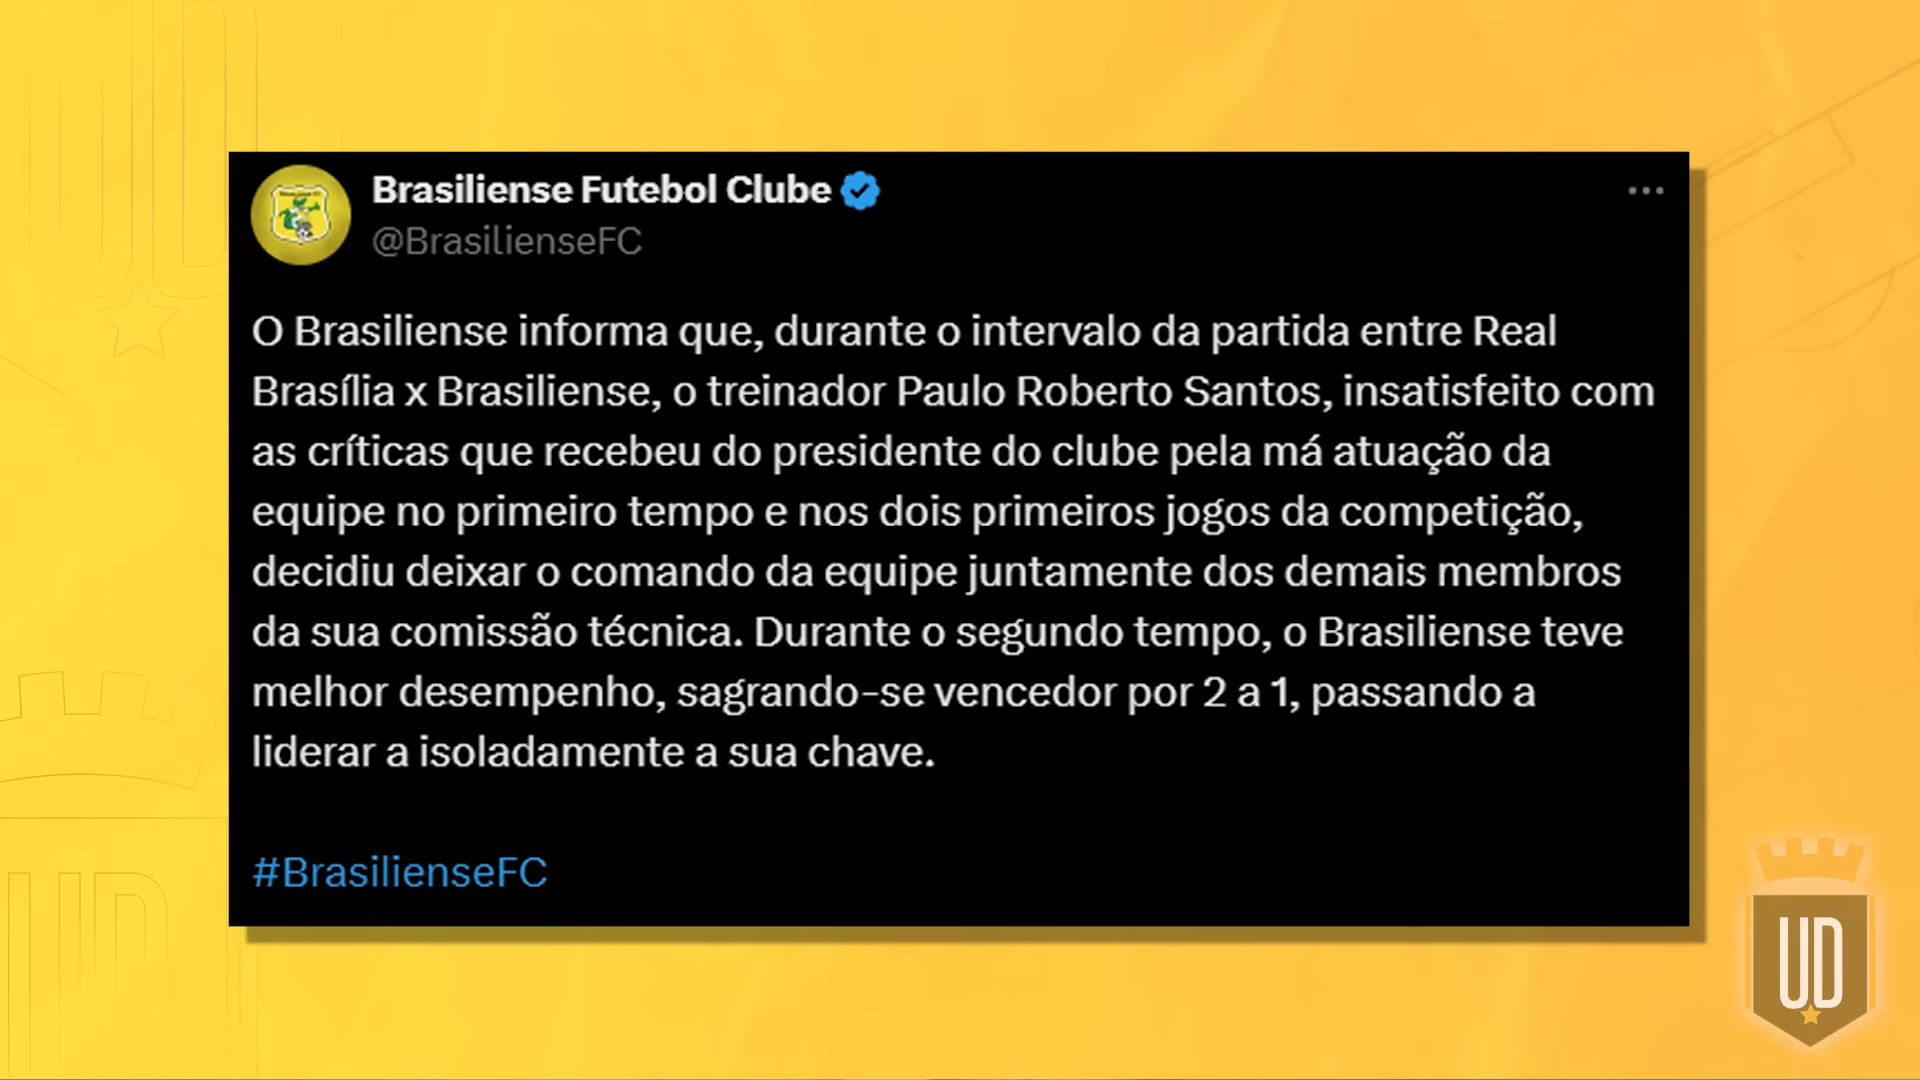 Brasiliense Futebol Clube
@BrasilienseFC
O Brasiliense informa que, durante o intervalo da partida entre Real
Brasília x Brasiliense, o treinador Paulo Roberto Santos, insatisfeito com
as críticas que recebeu do presidente do clube pela má atuação da
equipe no primeiro tempo e nos dois primeiros jogos da competição,
decidiu deixar o comando da equipe juntamente dos demais membros
da sua comissão técnica. Durante o segundo tempo, o Brasiliense teve
melhor desempenho, sagrando-se vencedor por 2 a 1, passando a
liderar a isoladamente a sua chave.
#BrasilienseFC
UD